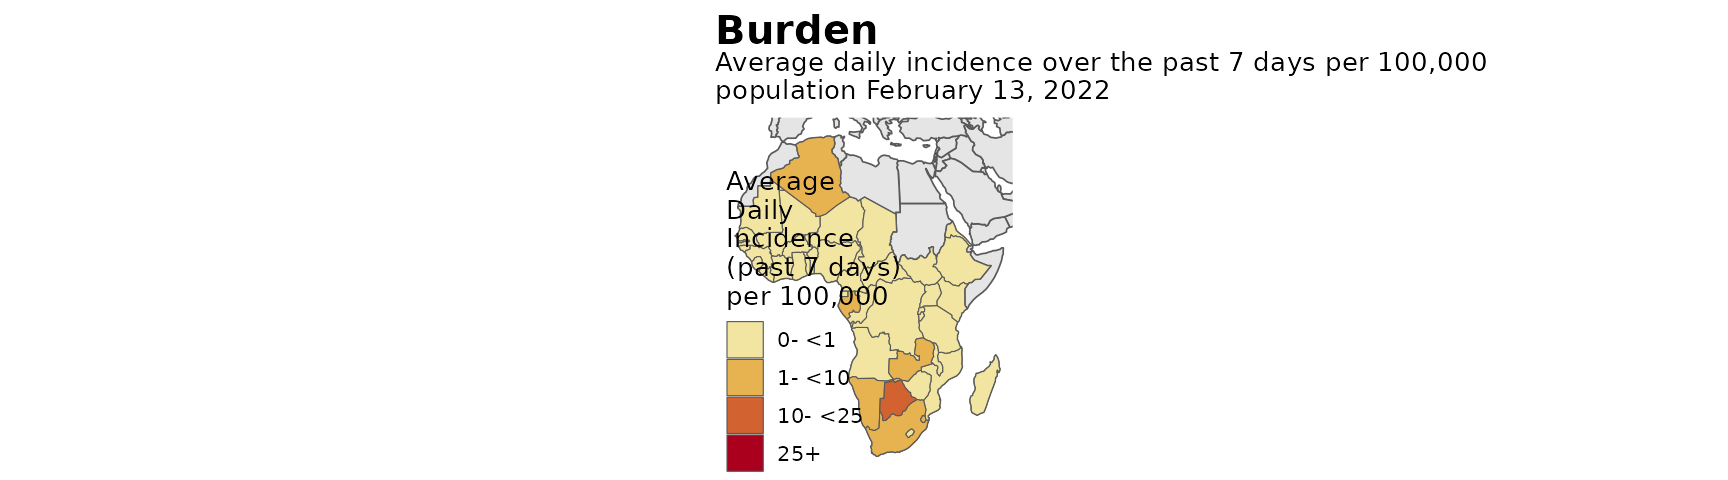 Burden
Average daily incidence over the past 7 days per 100,000
population February 13, 2022
Average
Daily
Incidence
(past 7 days)
per 100,000
0- <1
1- <10
10- <25
25+